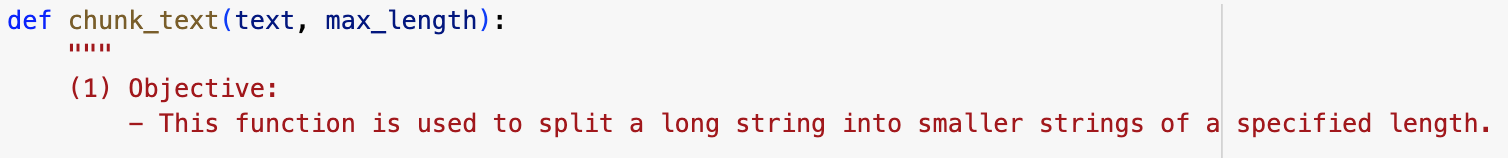 def chunk_text(text, max_length):
    """
    (1) Objective:
        - This function is used to split a long string into smaller strings of a specified length.